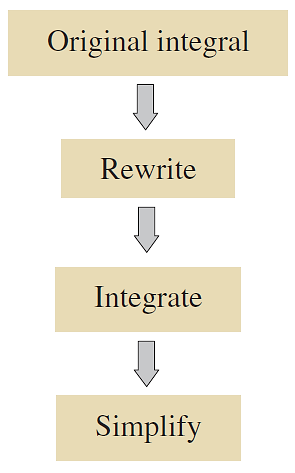 Original integral
Rewrite
Integrate
Simplify